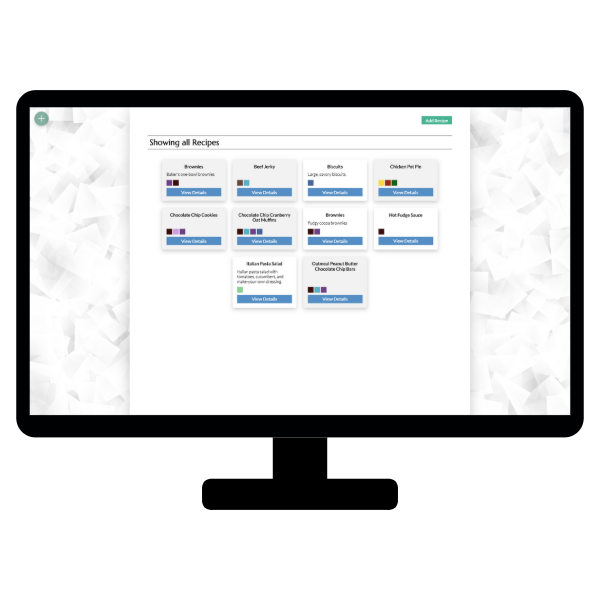 +
Add Recipe
Showing all Recipes
Brownies
Baker's one-bowl brownies
View Details
Beef Jerky
View Details
Biscuits
Large, savory biscuits
View Details
Chicken Pot Pie
View Details
Chocolate Chip Cookies
View Details
Chocolate Chip Cranberry
Oat Muffins
View Details
Brownies
Fudgy cocoa brownies
View Details
Hot Fudge Sauce
View Details
Italian Pasta Salad
Italian pasta salad with
tomatoes, cucumbers, and
make-your-own dressing.
View Details
Oatmeal Peanut Butter
Chocolate Chip Bars
View Details